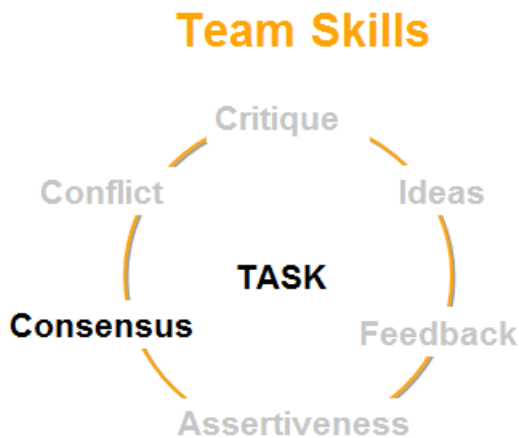 Team Skills
Critique
Conflict
Ideas
TASK
Consensus
Feedback
Assertiveness